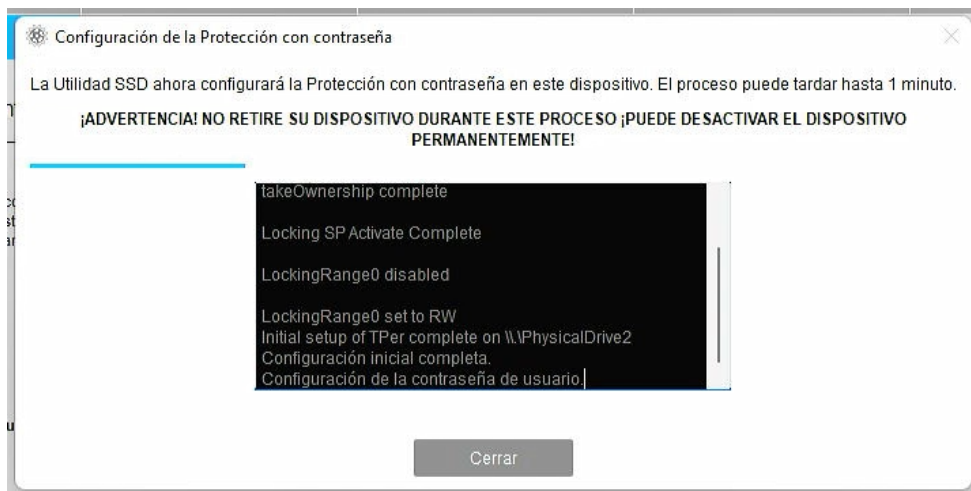 Configuración de la Protección con contraseña
La Utilidad SSD ahora configurará la Protección con contraseña en este dispositivo. El proceso puede tardar hasta 1 minuto.
¡ADVERTENCIA! NO RETIRE SU DISPOSITIVO DURANTE ESTE PROCESO ¡PUEDE DESACTIVAR EL DISPOSITIVO
PERMANENTEMENTE!
takeOwnership complete
Locking SP Activate Complete
LockingRange0 disabled
LockingRange0 set to RW
Initial setup of TPer complete on \\.\PhysicalDrive2
Configuración inicial completa.
Configuración de la contraseña de usuario.
Cerrar